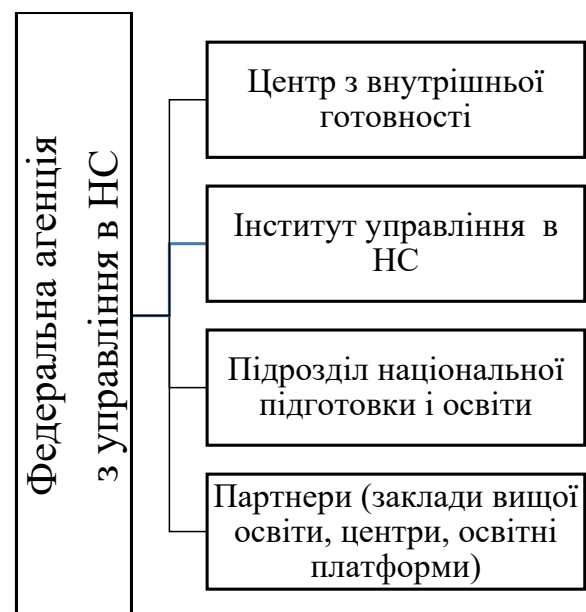 Федеральна агенція
з управління в НС
Центр з внутрішньої
готовності
Інститут управління в
НС
Підрозділ національної
підготовки і освіти
Партнери (заклади вищої
освіти, центри, освітні
платформи)